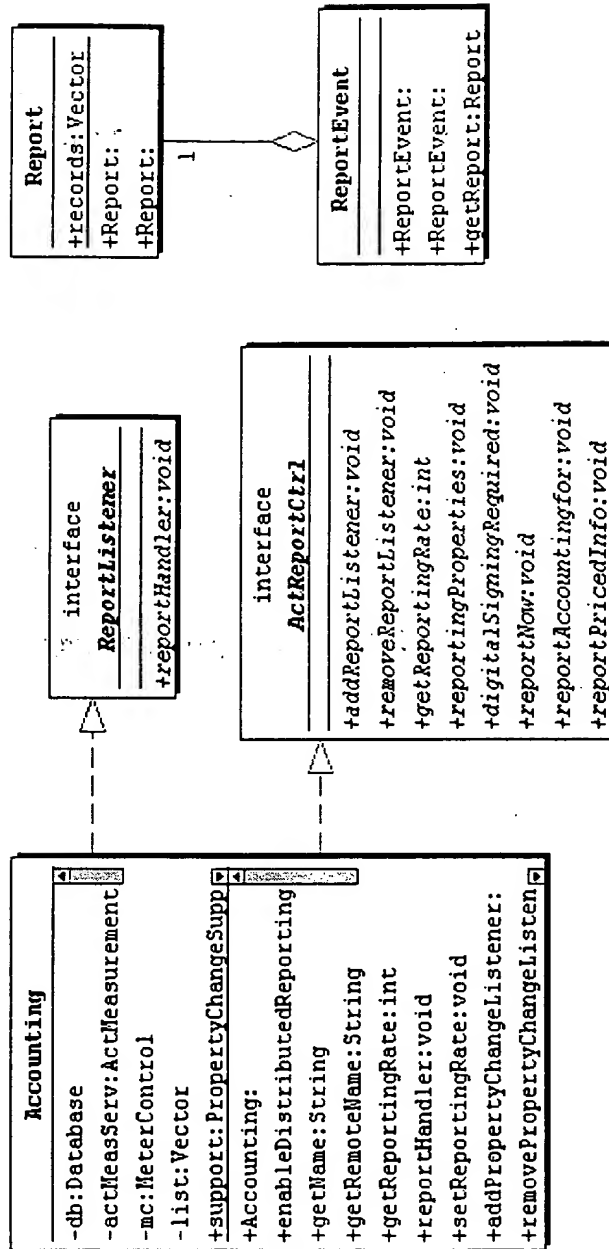 Accounting
-db:Database
-actMeasServ:ActMeasurement
-mc:MeterControl
-list:Vector
+support:PropertyChangeSupp
+Accounting:
+enableDistributedReporting
+getName:String
+getRemoteName:String
+getReportingRate:int
+reportHandler:void
+setReportingRate:void
+addPropertyChangeListener:
+removePropertyChangeListen
interface
ReportListener
+reportHandler:void
interface
ActReportCtrl
+addReportListener:void
+removeReportListener:void
+getReportingRate:int
+reportingProperties:void
+digitalSigningRequired:void
+reportNow:void
+reportAccountingfor:void
+reportPricedInfo:void
Report
+records:Vector
+Report:
+Report:
1
ReportEvent
+ReportEvent:
+ReportEvent:
+getReport:Report